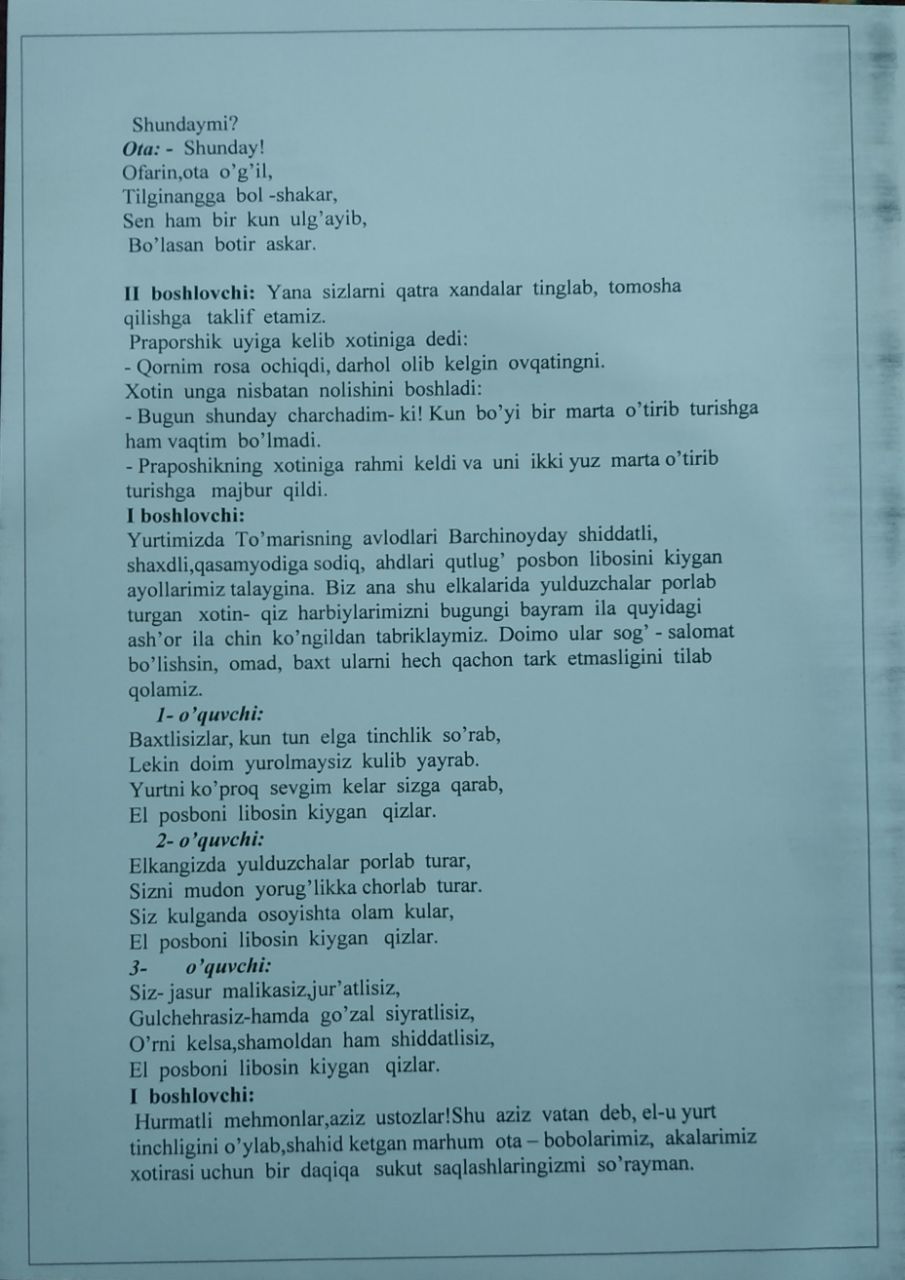 Shundaymi?
Ota: - Shunday!
Ofarin,ota o’g’il,
Tilginangga bol -shakar,
Sen ham bir kun ulg’ayib,
Bo’lasan botir askar.
II boshlovchi: Yana sizlarni qatra xandalar tinglab, tomosha
qilishga taklif etamiz.
Praporshik uyiga kelib xotiniga dedi:
- Qornim rosa ochiqdi, darhol olib kelgin ovqatingni.
Xotin unga nisbatan nolishini boshladi:
- Bugun shunday charchadim- ki! Kun bo’yi bir marta o’tirib turishga
ham vaqtim bo’lmadi.
- Praposhikning xotiniga rahmi keldi va uni ikki yuz marta o’tirib
turishga majbur qildi.
I boshlovchi:
Yurtimizda To’marisning avlodlari Barchinoyday shiddatli,
shaxdli,qasamyodiga sodiq, ahdlari qutlug’ posbon libosini kiygan
ayollarimiz talaygina. Biz ana shu elkalarida yulduzchalar porlab
turgan xotin- qiz harbiylarimizni bugungi bayram ila quyidagi
ash’or ila chin ko’ngildan tabriklaymiz. Doimo ular sog’ - salomat
bo’lishsin, omad, baxt ularni hech qachon tark etmasligini tilab
qolamiz.
1- o’quvchi:
Baxtlisizlar, kun tun elga tinchlik so’rab,
Lekin doim yurolmaysiz kulib yayrab.
Yurtni ko’proq sevgim kelar sizga qarab,
El posboni libosin kiygan qizlar.
2- o’quvchi:
Elkangizda yulduzchalar porlab turar,
Sizni mudon yorug’likka chorlab turar.
Siz kulganda osoyishta olam kular,
El posboni libosin kiygan qizlar.
3- o’quvchi:
Siz- jasur malikasiz,jur’atlisiz,
Gulchehrasiz-hamda go’zal siyratlisiz,
O’rni kelsa,shamoldan ham shiddatlisiz,
El posboni libosin kiygan qizlar.
I boshlovchi:
Hurmatli mehmonlar,aziz ustozlar!Shu aziz vatan deb, el-u yurt
tinchligini o’ylab,shahid ketgan marhum ota – bobolarimiz, akalarimiz
xotirasi uchun bir daqiqa sukut saqlashlaringizmi so’rayman.